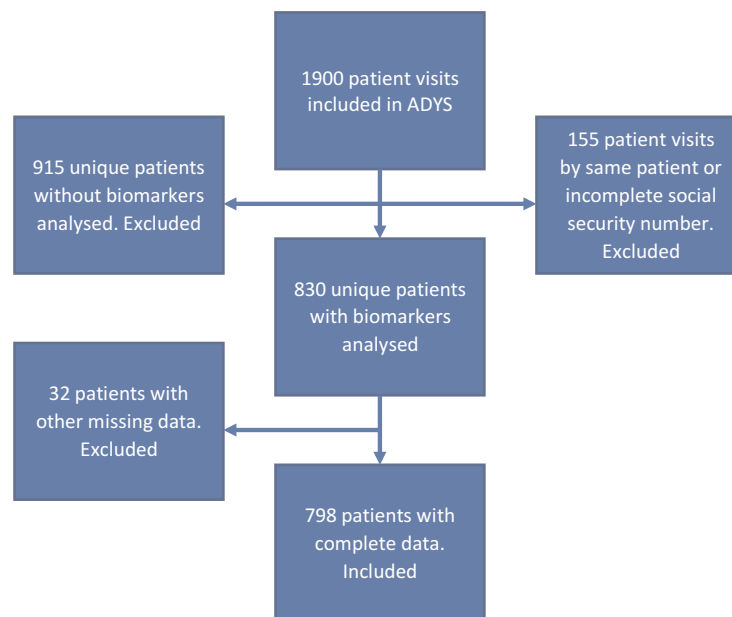 1900 patient visits
included in ADYS
915 unique patients
without biomarkers
analysed. Excluded
155 patient visits
by same patient or
incomplete social
security number.
Excluded
830 unique patients
with biomarkers
analysed
32 patients with
other missing data.
Excluded
798 patients with
complete data.
Included